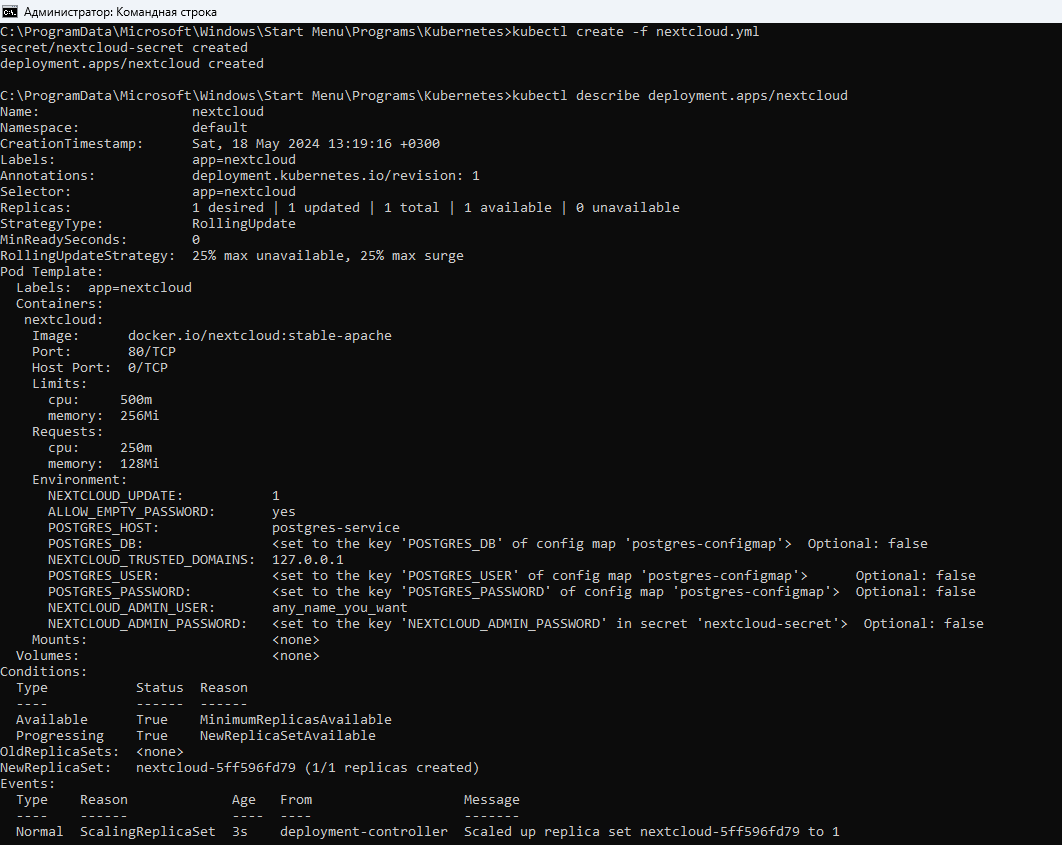 Администратор: Командная строка
C:\ProgramData\Microsoft\Windows\Start Menu\Programs\Kubernetes>kubectl create -f nextcloud.yml
secret/nextcloud-secret created
deployment.apps/nextcloud created

C:\ProgramData\Microsoft\Windows\Start Menu\Programs\Kubernetes>kubectl describe deployment.apps/nextcloud
Name:                   nextcloud
Namespace:              default
CreationTimestamp:      Sat, 18 May 2024 13:19:16 +0300
Labels:                 app=nextcloud
Annotations:            deployment.kubernetes.io/revision: 1
Selector:               app=nextcloud
Replicas:               1 desired | 1 updated | 1 total | 1 available | 0 unavailable
StrategyType:           RollingUpdate
MinReadySeconds:        0
RollingUpdateStrategy:  25% max unavailable, 25% max surge
Pod Template:
  Labels:  app=nextcloud
  Containers:
   nextcloud:
    Image:      docker.io/nextcloud:stable-apache
    Port:       80/TCP
    Host Port:  0/TCP
    Limits:
      cpu:     500m
      memory:  256Mi
    Requests:
      cpu:     250m
      memory:  128Mi
    Environment:
      NEXTCLOUD_UPDATE:           1
      ALLOW_EMPTY_PASSWORD:       yes
      POSTGRES_HOST:              postgres-service
      POSTGRES_DB:                <set to the key 'POSTGRES_DB' of config map 'postgres-configmap'>  Optional: false
      NEXTCLOUD_TRUSTED_DOMAINS:  127.0.0.1
      POSTGRES_USER:              <set to the key 'POSTGRES_USER' of config map 'postgres-configmap'>      Optional: false
      POSTGRES_PASSWORD:          <set to the key 'POSTGRES_PASSWORD' of config map 'postgres-configmap'>  Optional: false
      NEXTCLOUD_ADMIN_USER:       any_name_you_want
      NEXTCLOUD_ADMIN_PASSWORD:   <set to the key 'NEXTCLOUD_ADMIN_PASSWORD' in secret 'nextcloud-secret'>  Optional: false
    Mounts:                       <none>
  Volumes:                        <none>
Conditions:
  Type           Status  Reason
  ----           ------  ------
  Available      True    MinimumReplicasAvailable
  Progressing    True    NewReplicaSetAvailable
OldReplicaSets:  <none>
NewReplicaSet:   nextcloud-5ff596fd79 (1/1 replicas created)
Events:
  Type    Reason             Age   From                   Message
  ----    ------             ----  ----                   -------
  Normal  ScalingReplicaSet  3s    deployment-controller  Scaled up replica set nextcloud-5ff596fd79 to 1